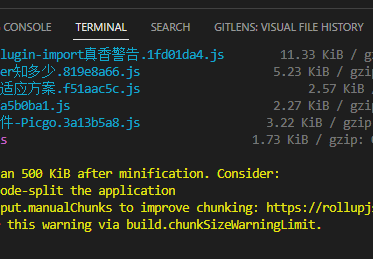 CONSOLE TERMINAL SEARCH GITLENS: VISUAL FILE HISTORY
lugin-import真香警告.1fd01da4.js 11.33 KiB / gzip
er知多少.819e8a66.js 5.23 KiB / gzip:
适应方案.f51aac5c.js 2.57 KiB /
a5b0ba1.js 2.27 KiB / gzip
件-Picgo.3a13b5a8.js 3.22 KiB / gzip
s 1.73 KiB / gzip:
an 500 KiB after minification. Consider:
ode-split the application
put.manualChunks to improve chunking: https://rollupjs
this warning via build.chunkSizeWarningLimit.